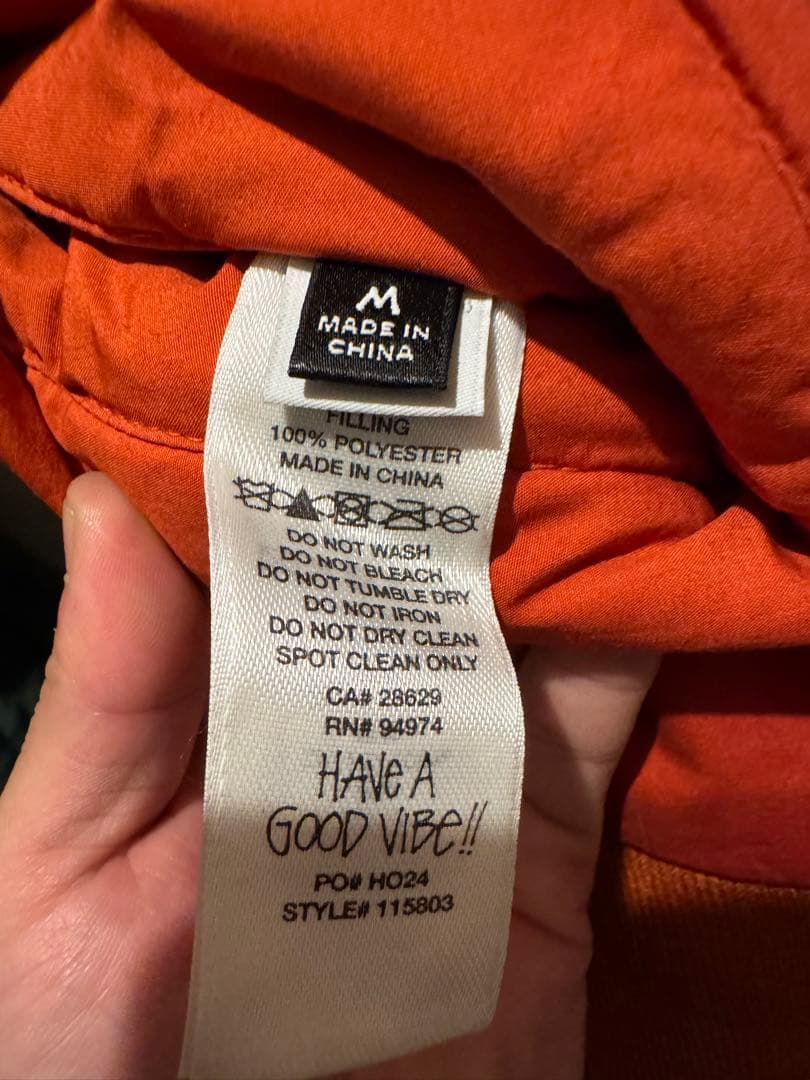 M
MADE IN
CHINA
FILLING
100% POLYESTER
MADE IN CHINA
DO NOT WASH
DO NOT BLEACH
DO NOT TUMBLE DRY
DO NOT IRON
DO NOT DRY CLEAN
SPOT CLEAN ONLY
CA# 28629
RN# 94974
HAVE A
GOOD VIBE!!
PO# HO24
STYLE# 115803